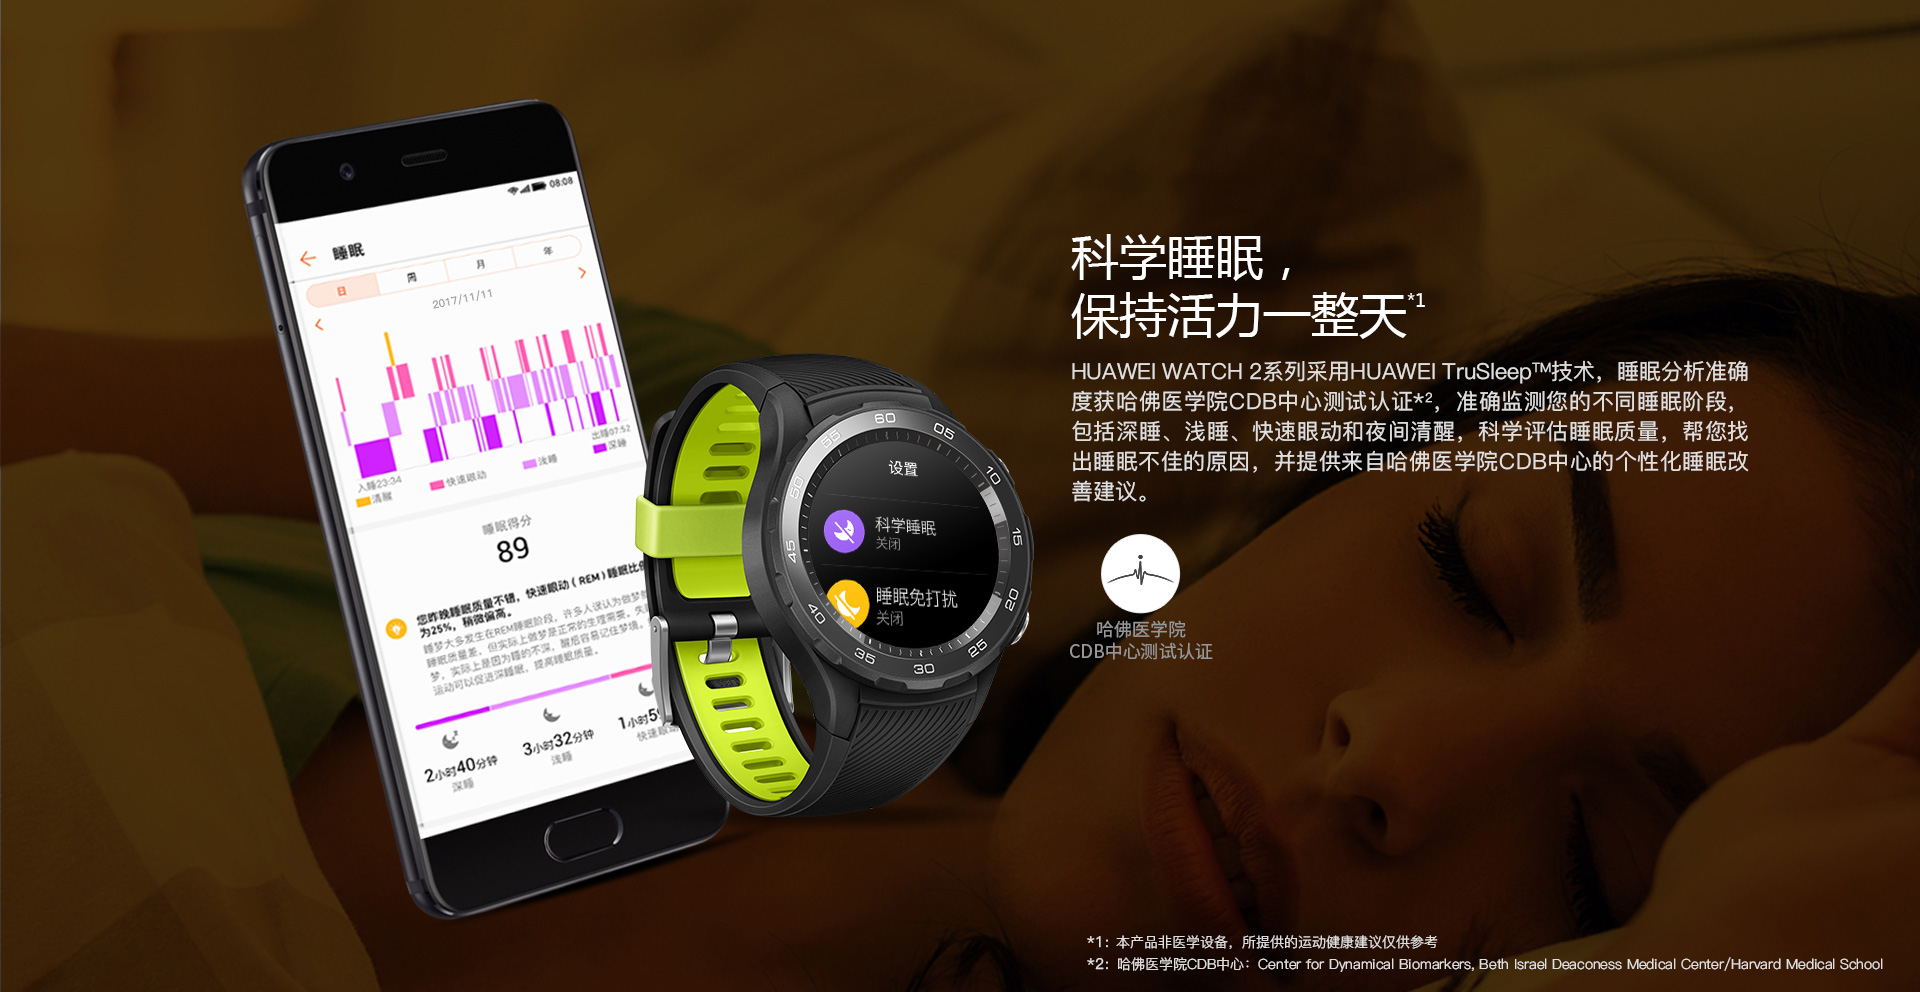 08:08
睡眠
日 周 月 年
2017/11/11
出睡07:52
入睡23:34
清醒 快速眼动 浅睡 深睡
睡眠得分
89
您昨晚睡眠质量不错，快速眼动（REM）睡眠比例
为25%，稍微偏高。
睡梦大多发生在REM睡眠阶段，许多人误认为做梦
睡眠质量差，但实际上做梦是正常的生理需要。
梦，实际上是因为睡的不深，醒后容易记住梦境。
运动可以促进深睡眠，提高睡眠质量。
2小时40分钟
深睡
3小时32分钟
浅睡
1小时5
快速眼动
60 05 10 15 20 25 30 35 40 45 50 55
设置
科学睡眠
关闭
睡眠免打扰
关闭
科学睡眠，
保持活力一整天*1
HUAWEI WATCH 2系列采用HUAWEI TruSleep™技术，睡眠分析准确
度获哈佛医学院CDB中心测试认证*2，准确监测您的不同睡眠阶段，
包括深睡、浅睡、快速眼动和夜间清醒，科学评估睡眠质量，帮您找
出睡眠不佳的原因，并提供来自哈佛医学院CDB中心的个性化睡眠改
善建议。
哈佛医学院
CDB中心测试认证
*1：本产品非医学设备，所提供的运动健康建议仅供参考
*2：哈佛医学院CDB中心：Center for Dynamical Biomarkers, Beth Israel Deaconess Medical Center/Harvard Medical School